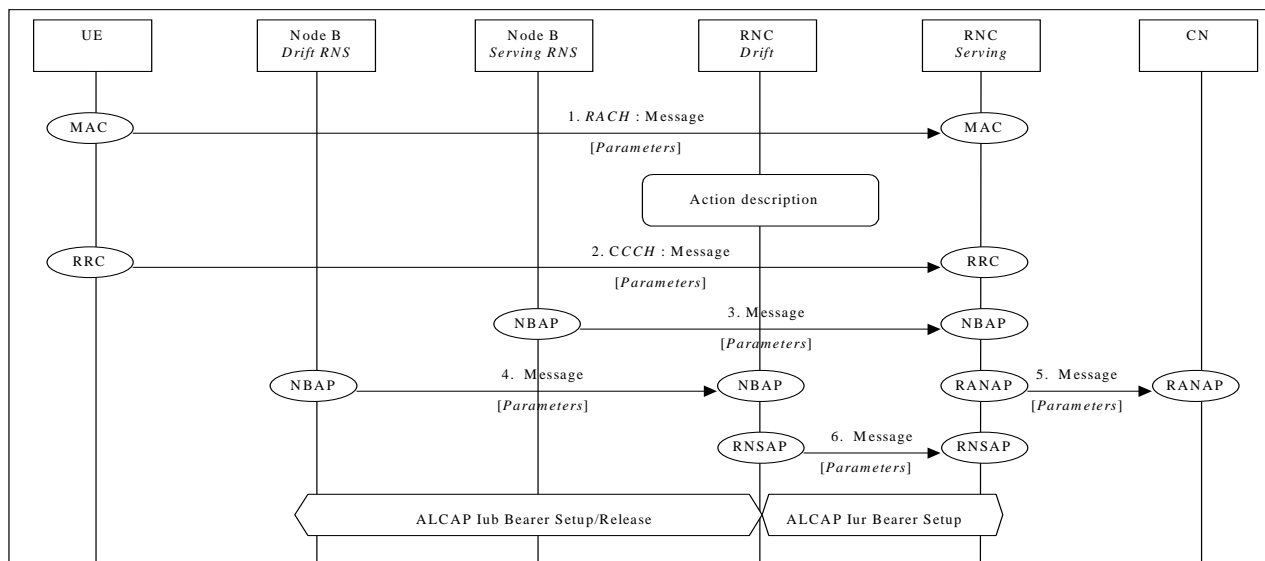 UE
Node B
Drift RNS
Node B
Serving RNS
RNC
Drift
RNC
Serving
CN
MAC
1. RACH : Message
MAC
[Parameters]
Action description
RRC
2. CCCH : Message
RRC
[Parameters]
NBAP
3. Message
NBAP
[Parameters]
NBAP
4. Message
NBAP
[Parameters]
RANAP
5. Message
RANAP
[Parameters]
RNSAP
6. Message
RNSAP
[Parameters]
ALCAP Iub Bearer Setup/Release
ALCAP Iur Bearer Setup